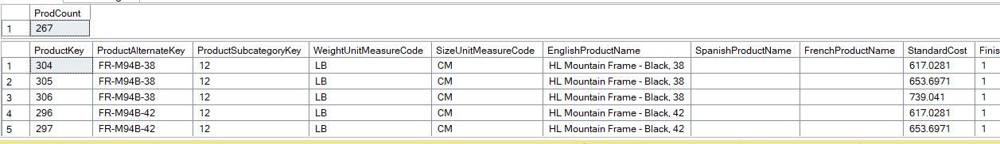 ProdCount
1 267
ProductKey ProductAlternateKey ProductSubcategoryKey WeightUnitMeasureCode SizeUnitMeasureCode EnglishProductName SpanishProductName FrenchProductName StandardCost Finis
1 304 FR-M94B-38 12 LB CM HL Mountain Frame - Black, 38 617.0281 1
2 305 FR-M94B-38 12 LB CM HL Mountain Frame - Black, 38 653.6971 1
3 306 FR-M94B-38 12 LB CM HL Mountain Frame - Black, 38 739.041 1
4 296 FR-M94B-42 12 LB CM HL Mountain Frame - Black, 42 617.0281 1
5 297 FR-M94B-42 12 LB CM HL Mountain Frame - Black, 42 653.6971 1